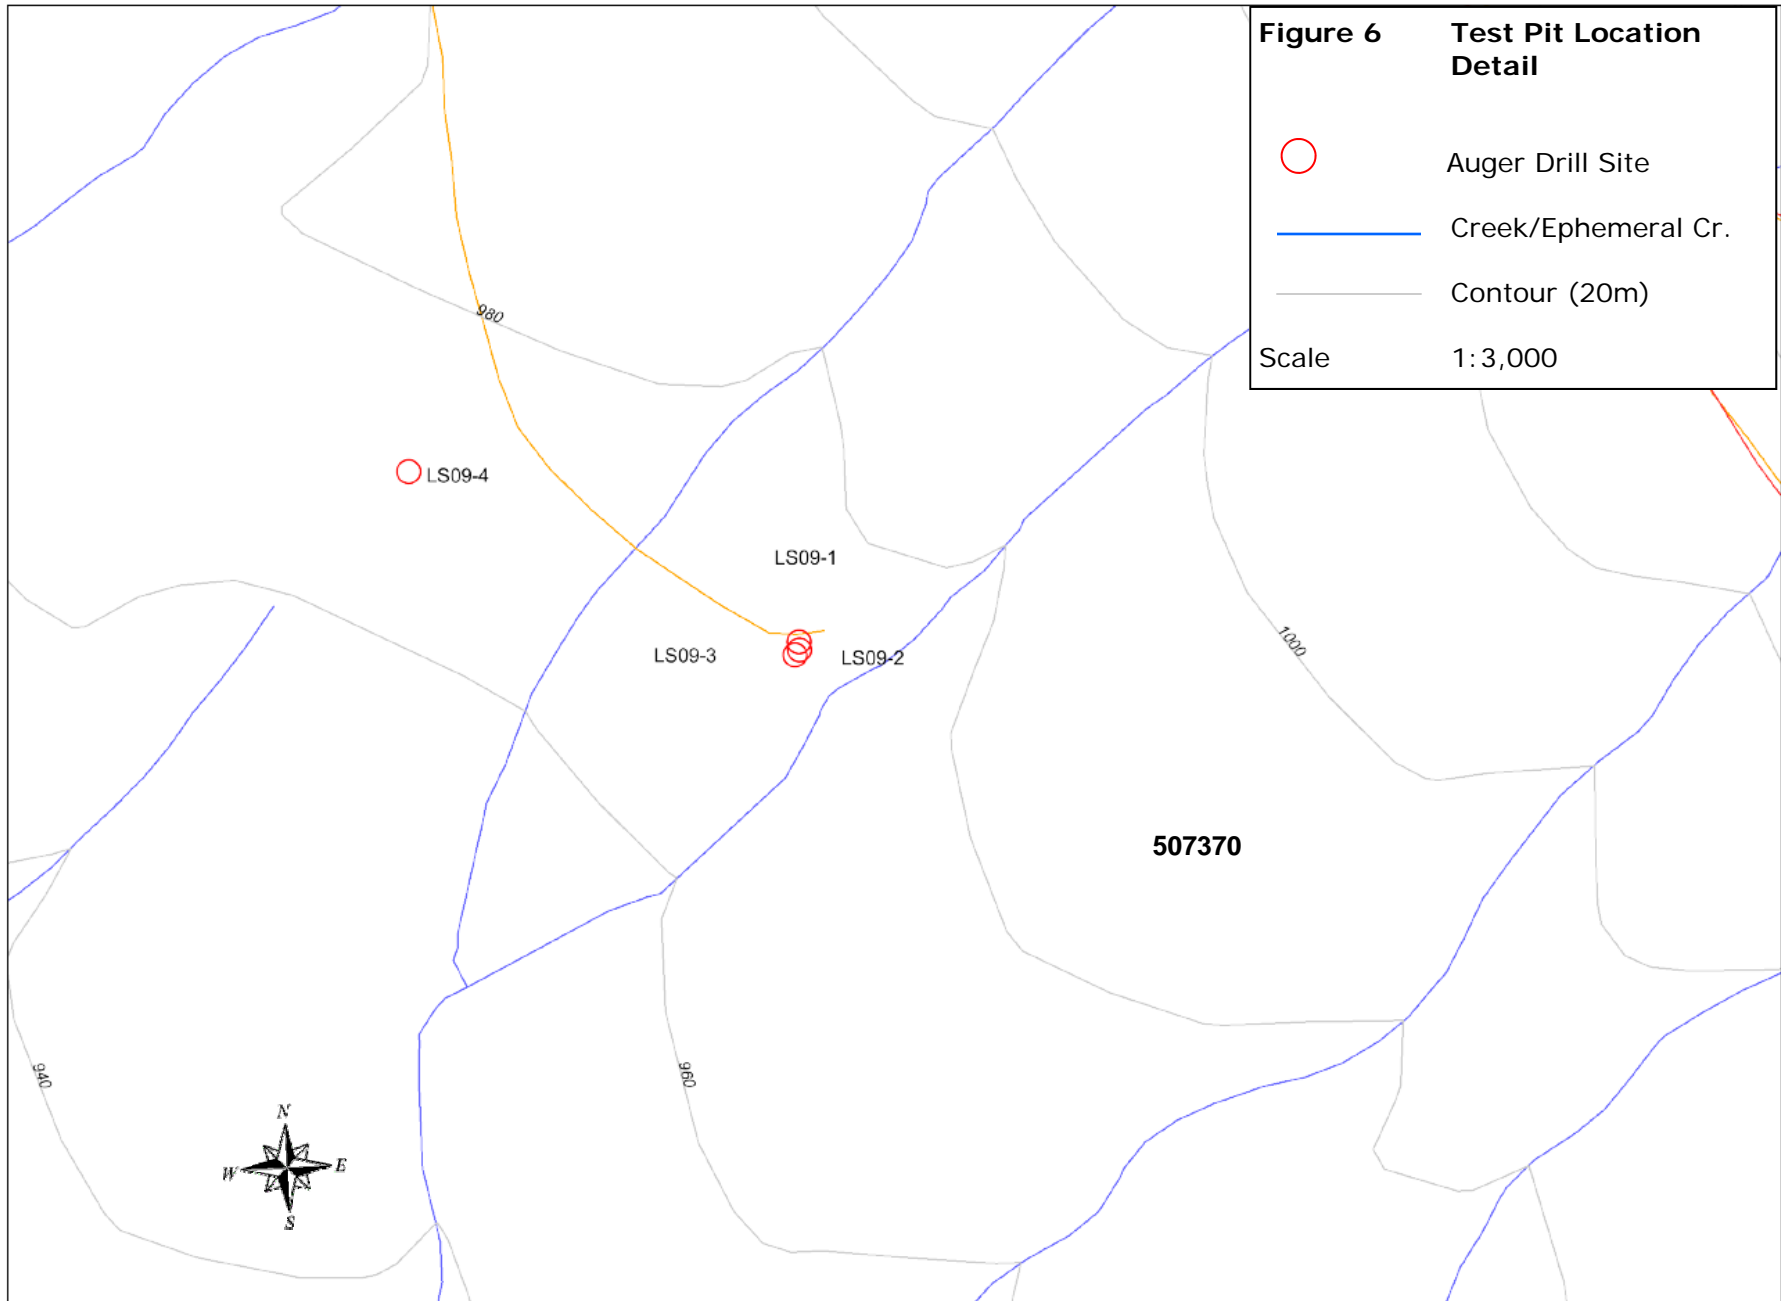 Figure 6 Test Pit Location
Detail
Auger Drill Site
Creek/Ephemeral Cr.
Contour (20m)
Scale 1:3,000
980
LS09-4
LS09-1
LS09-3
LS09-2
1000
507370
940
960
N
W E
S